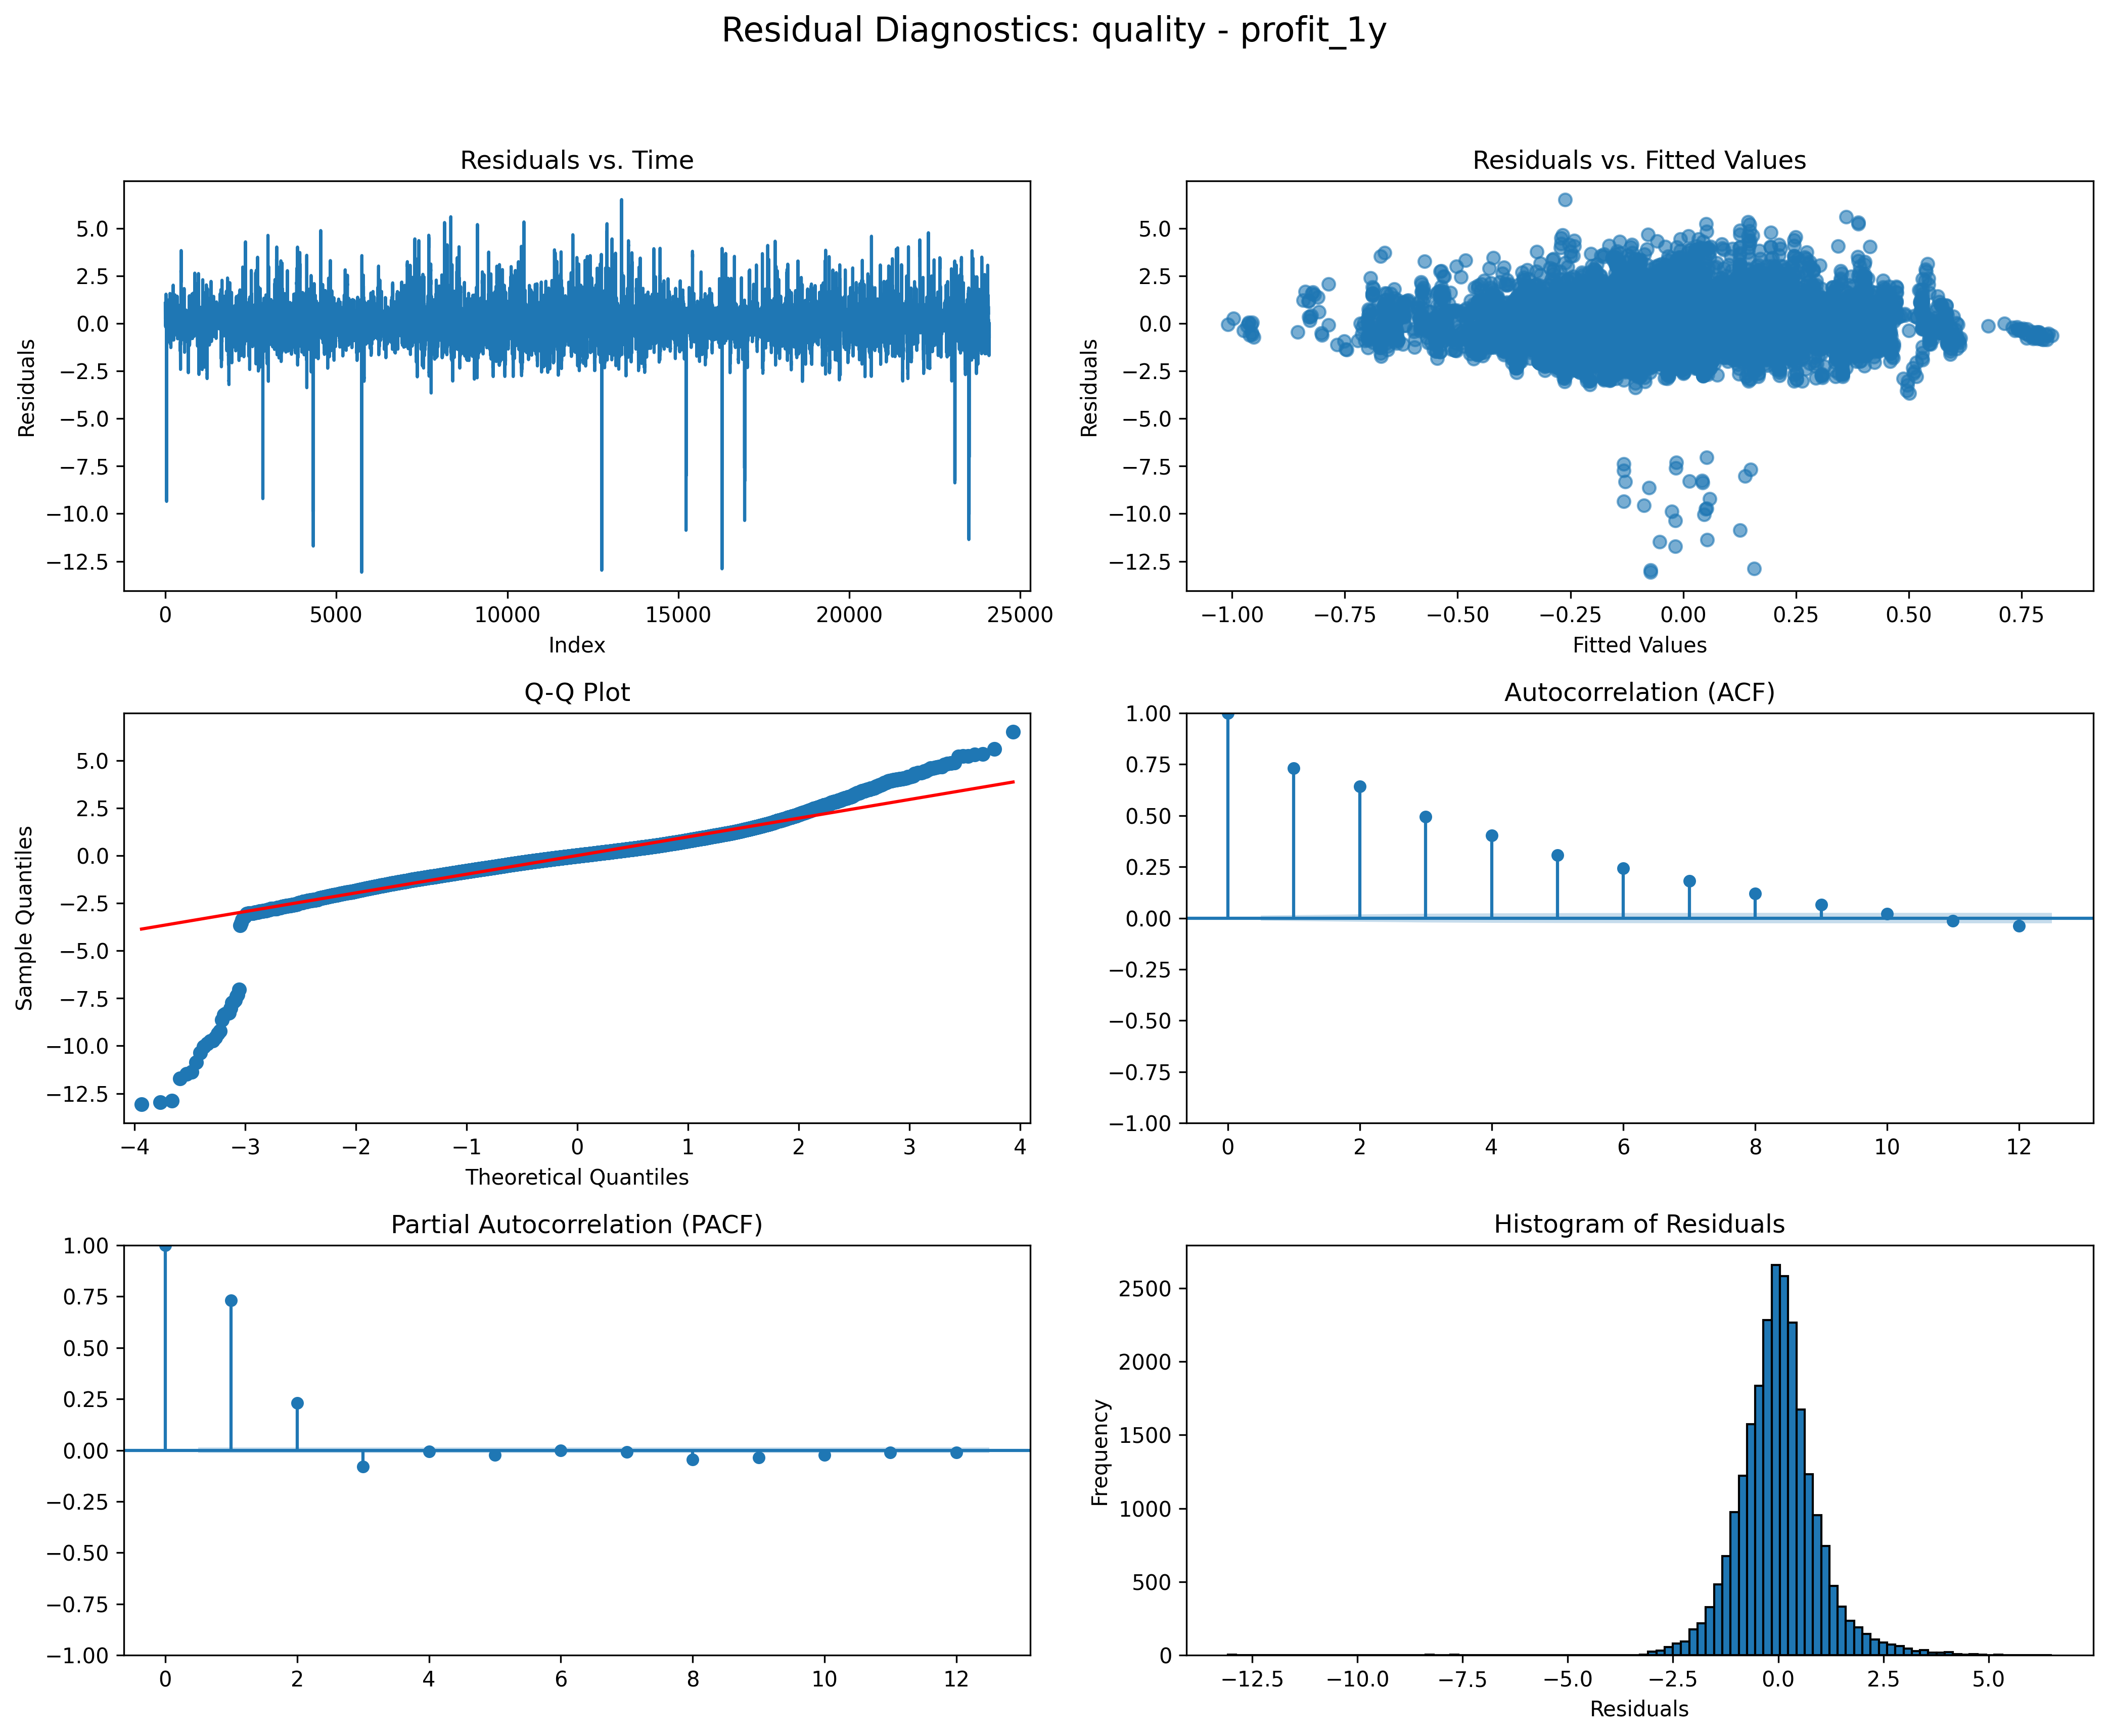 Residual Diagnostics: quality - profit_1y
Residuals vs. Time
Residuals
5.0
2.5
0.0
−2.5
−5.0
−7.5
−10.0
−12.5
0 5000 10000 15000 20000 25000
Index
Residuals vs. Fitted Values
Residuals
5.0
2.5
0.0
−2.5
−5.0
−7.5
−10.0
−12.5
−1.00 −0.75 −0.50 −0.25 0.00 0.25 0.50 0.75
Fitted Values
Q-Q Plot
Sample Quantiles
5.0
2.5
0.0
−2.5
−5.0
−7.5
−10.0
−12.5
−4 −3 −2 −1 0 1 2 3 4
Theoretical Quantiles
Autocorrelation (ACF)
1.00
0.75
0.50
0.25
0.00
−0.25
−0.50
−0.75
−1.00
0 2 4 6 8 10 12
Partial Autocorrelation (PACF)
1.00
0.75
0.50
0.25
0.00
−0.25
−0.50
−0.75
−1.00
0 2 4 6 8 10 12
Histogram of Residuals
Frequency
2500
2000
1500
1000
500
0
−12.5 −10.0 −7.5 −5.0 −2.5 0.0 2.5 5.0
Residuals